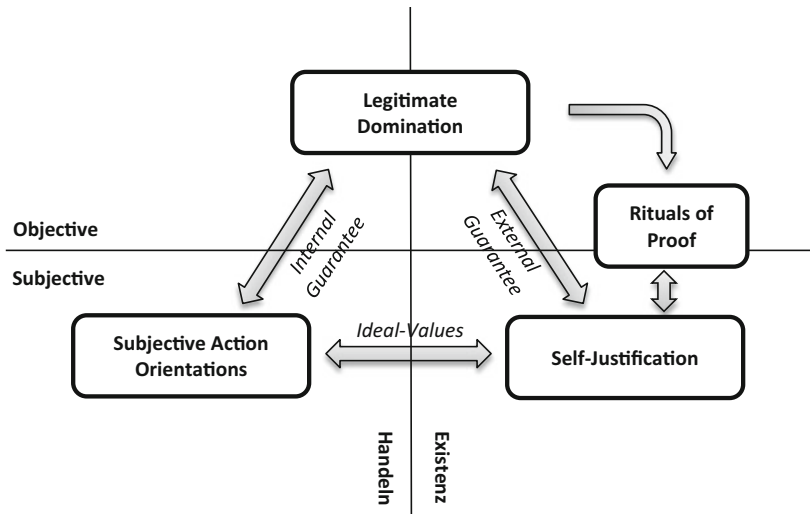 Legitimate
Domination
Rituals of
Proof
Objective
Subjective
Internal
Guarantee
External
Guarantee
Subjective Action
Orientations
Ideal-Values
Self-Justification
Handeln
Existenz